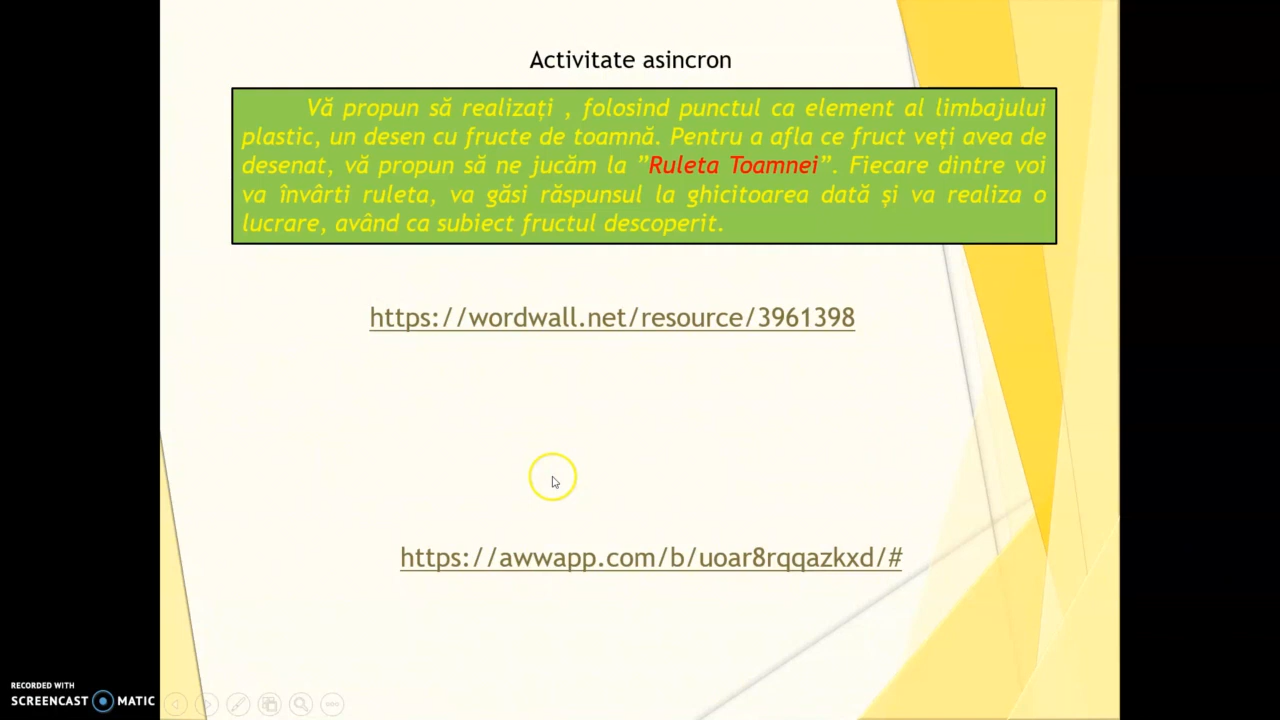 Activitate asincron
Vă propun să realizați , folosind punctul ca element al limbajului
plastic, un desen cu fructe de toamnă. Pentru a afla ce fruct veți avea de
desenat, vă propun să ne jucăm la ”Ruleta Toamnei”. Fiecare dintre voi
va învârti ruleta, va găsi răspunsul la ghicitoarea dată și va realiza o
lucrare, având ca subiect fructul descoperit.
https://wordwall.net/resource/3961398
https://awwapp.com/b/uoar8rqqazkxd/#
RECORDED WITH
SCREENCAST MATIC